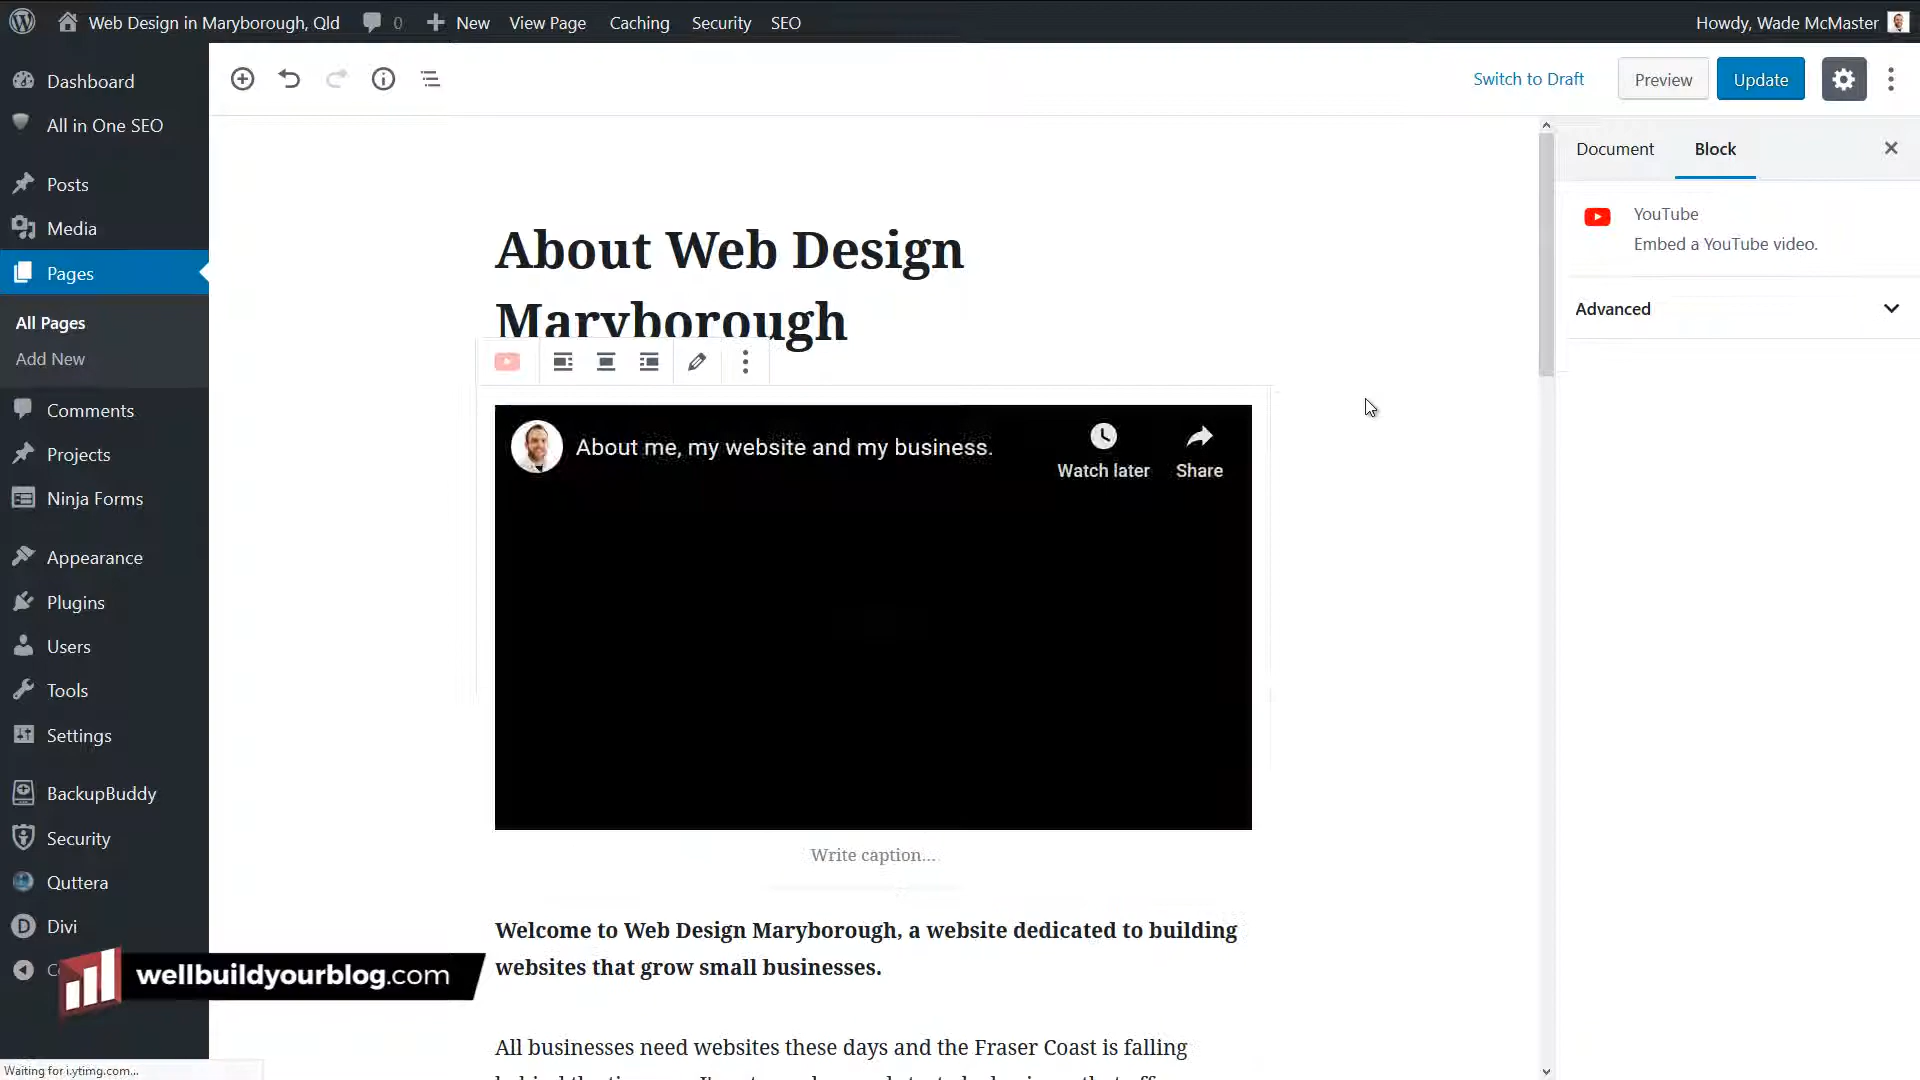 Web Design in Maryborough, Qld 0 New View Page Caching Security SEO Howdy, Wade McMaster
Dashboard
All in One SEO
Posts
Media
Pages
All Pages
Add New
Comments
Projects
Ninja Forms
Appearance
Plugins
Users
Tools
Settings
BackupBuddy
Security
Quttera
Divi
Switch to Draft Preview Update
About Web Design
Maryborough
About me, my website and my business.
Watch later Share
Write caption...
Welcome to Web Design Maryborough, a website dedicated to building
websites that grow small businesses.
All businesses need websites these days and the Fraser Coast is falling
Document Block
YouTube
Embed a YouTube video.
Advanced
wellbuildyourblog.com
Waiting for i.ytimg.com...